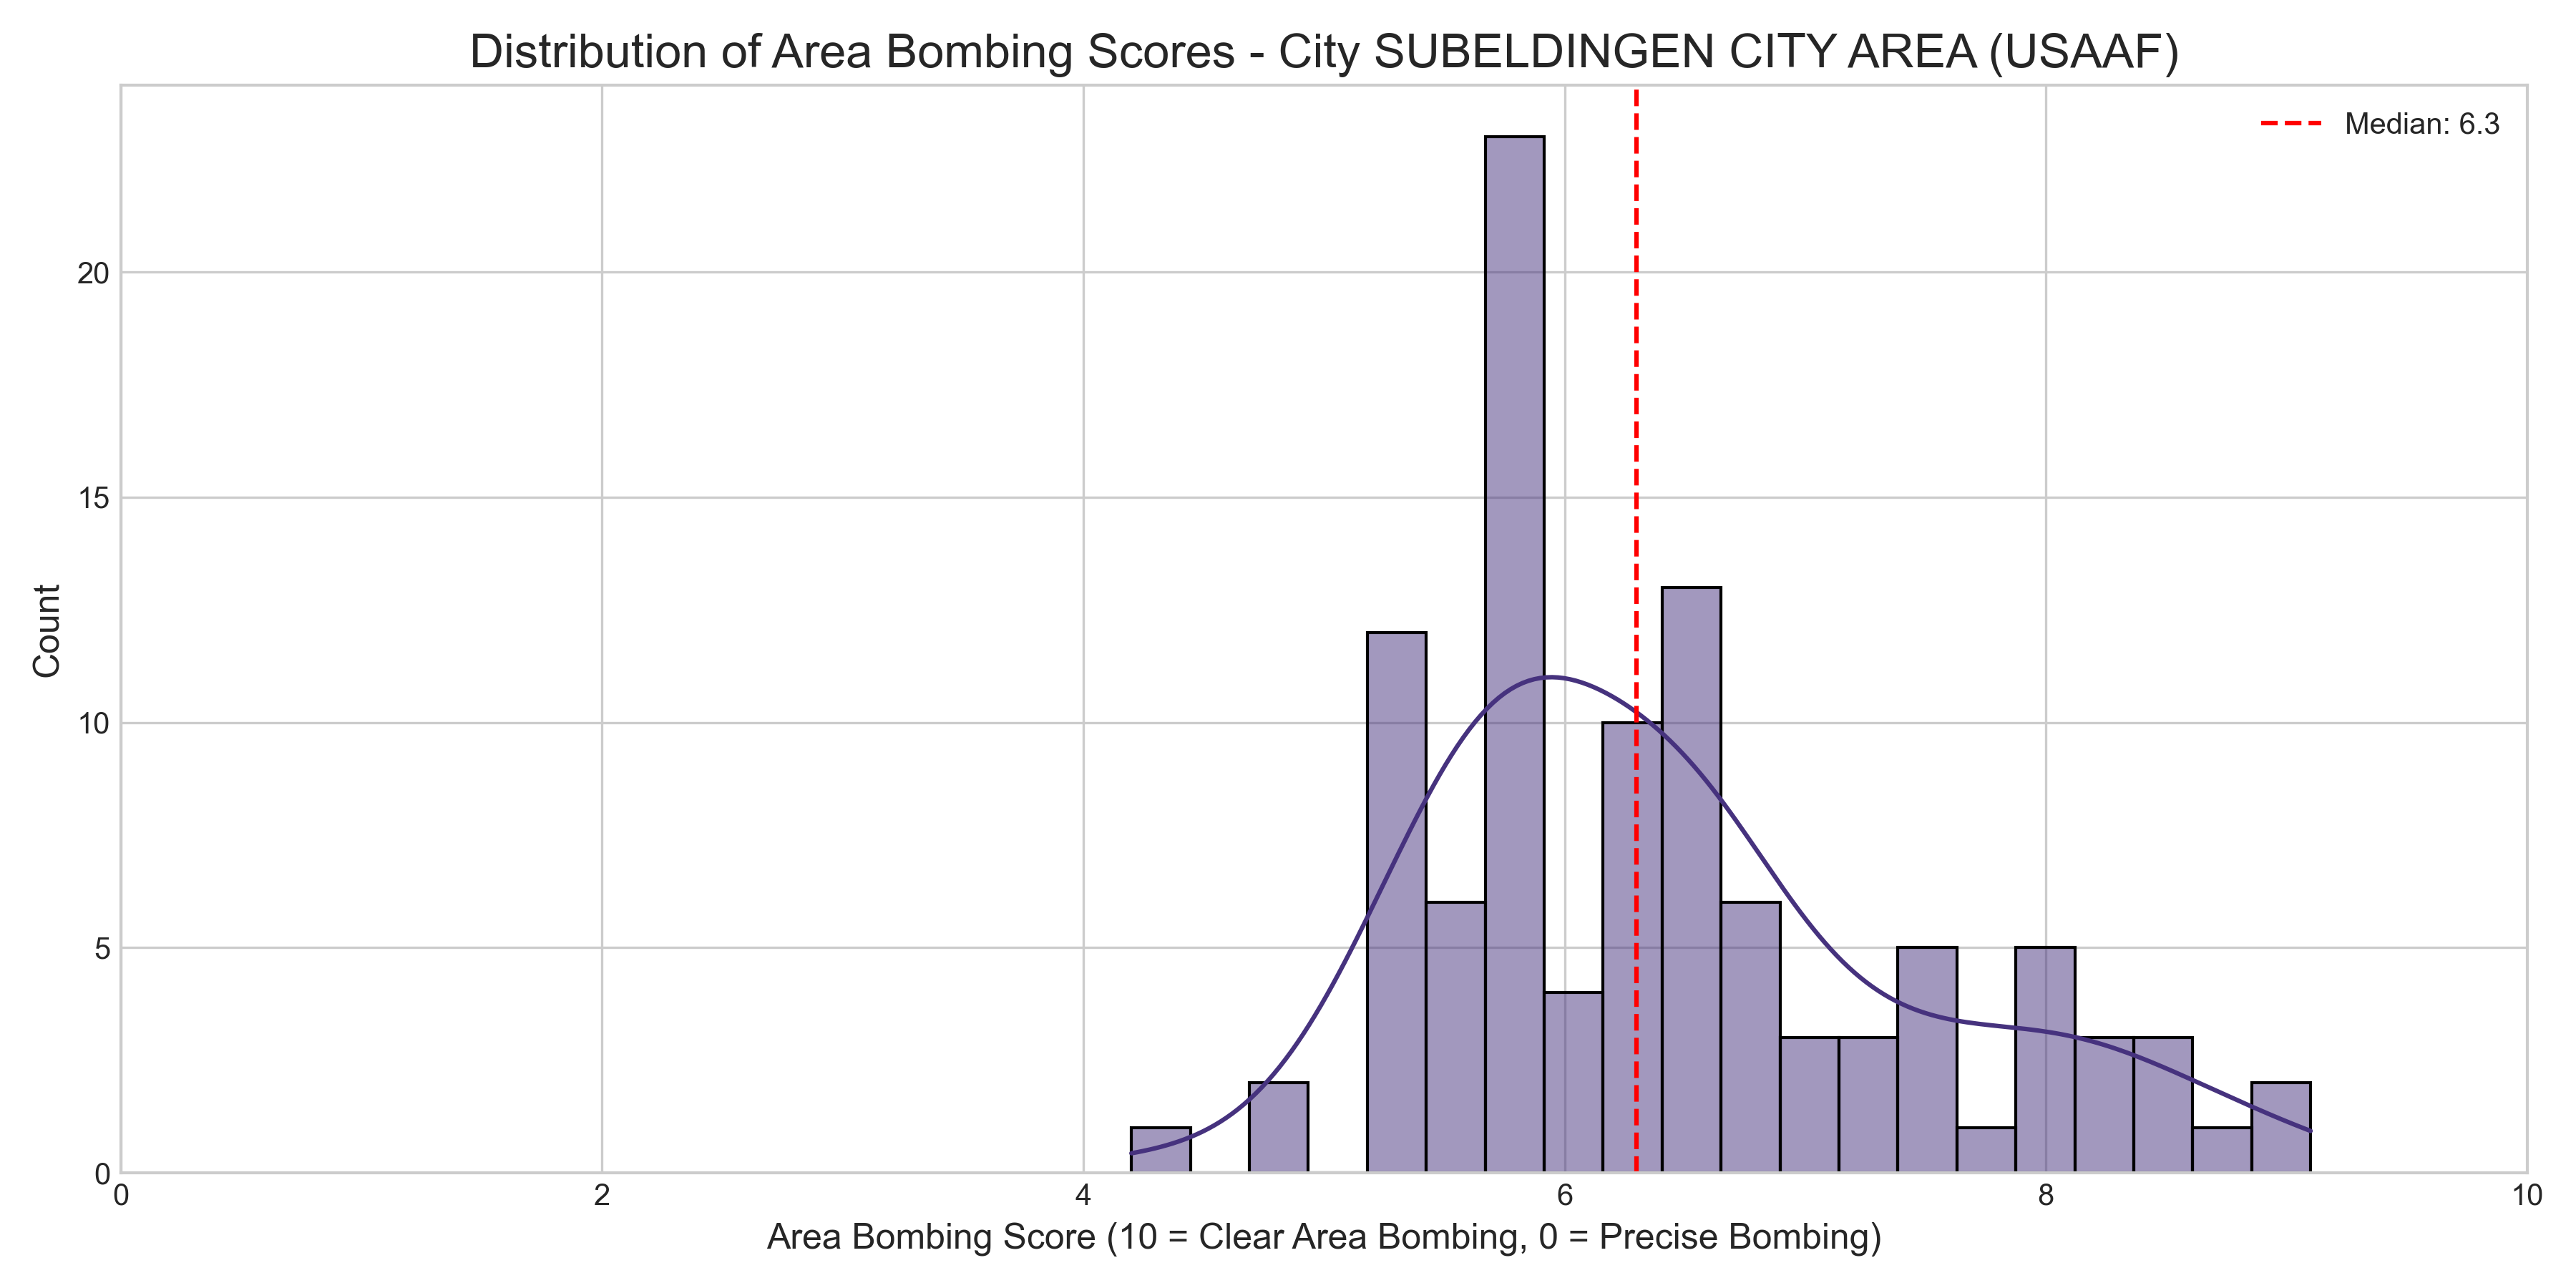 Distribution of Area Bombing Scores - City SUBELDINGEN CITY AREA (USAAF)
Median: 6.3
Count
20
15
10
5
0
0 2 4 6 8 10
Area Bombing Score (10 = Clear Area Bombing, 0 = Precise Bombing)